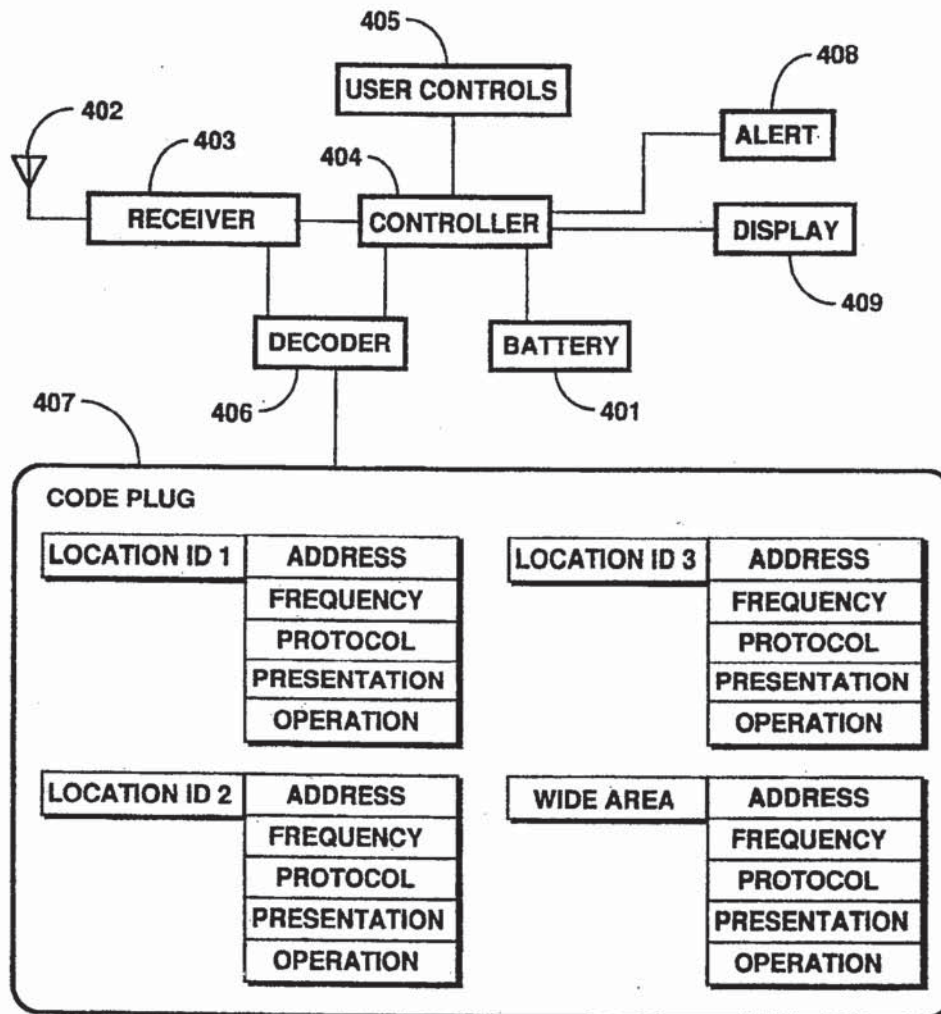 405
USER CONTROLS
408
ALERT
402
403
404
RECEIVER
CONTROLLER
DISPLAY
409
DECODER
BATTERY
406
401
407
CODE PLUG
LOCATION ID 1
ADDRESS
FREQUENCY
PROTOCOL
PRESENTATION
OPERATION
LOCATION ID 3
ADDRESS
FREQUENCY
PROTOCOL
PRESENTATION
OPERATION
LOCATION ID 2
ADDRESS
FREQUENCY
PROTOCOL
PRESENTATION
OPERATION
WIDE AREA
ADDRESS
FREQUENCY
PROTOCOL
PRESENTATION
OPERATION